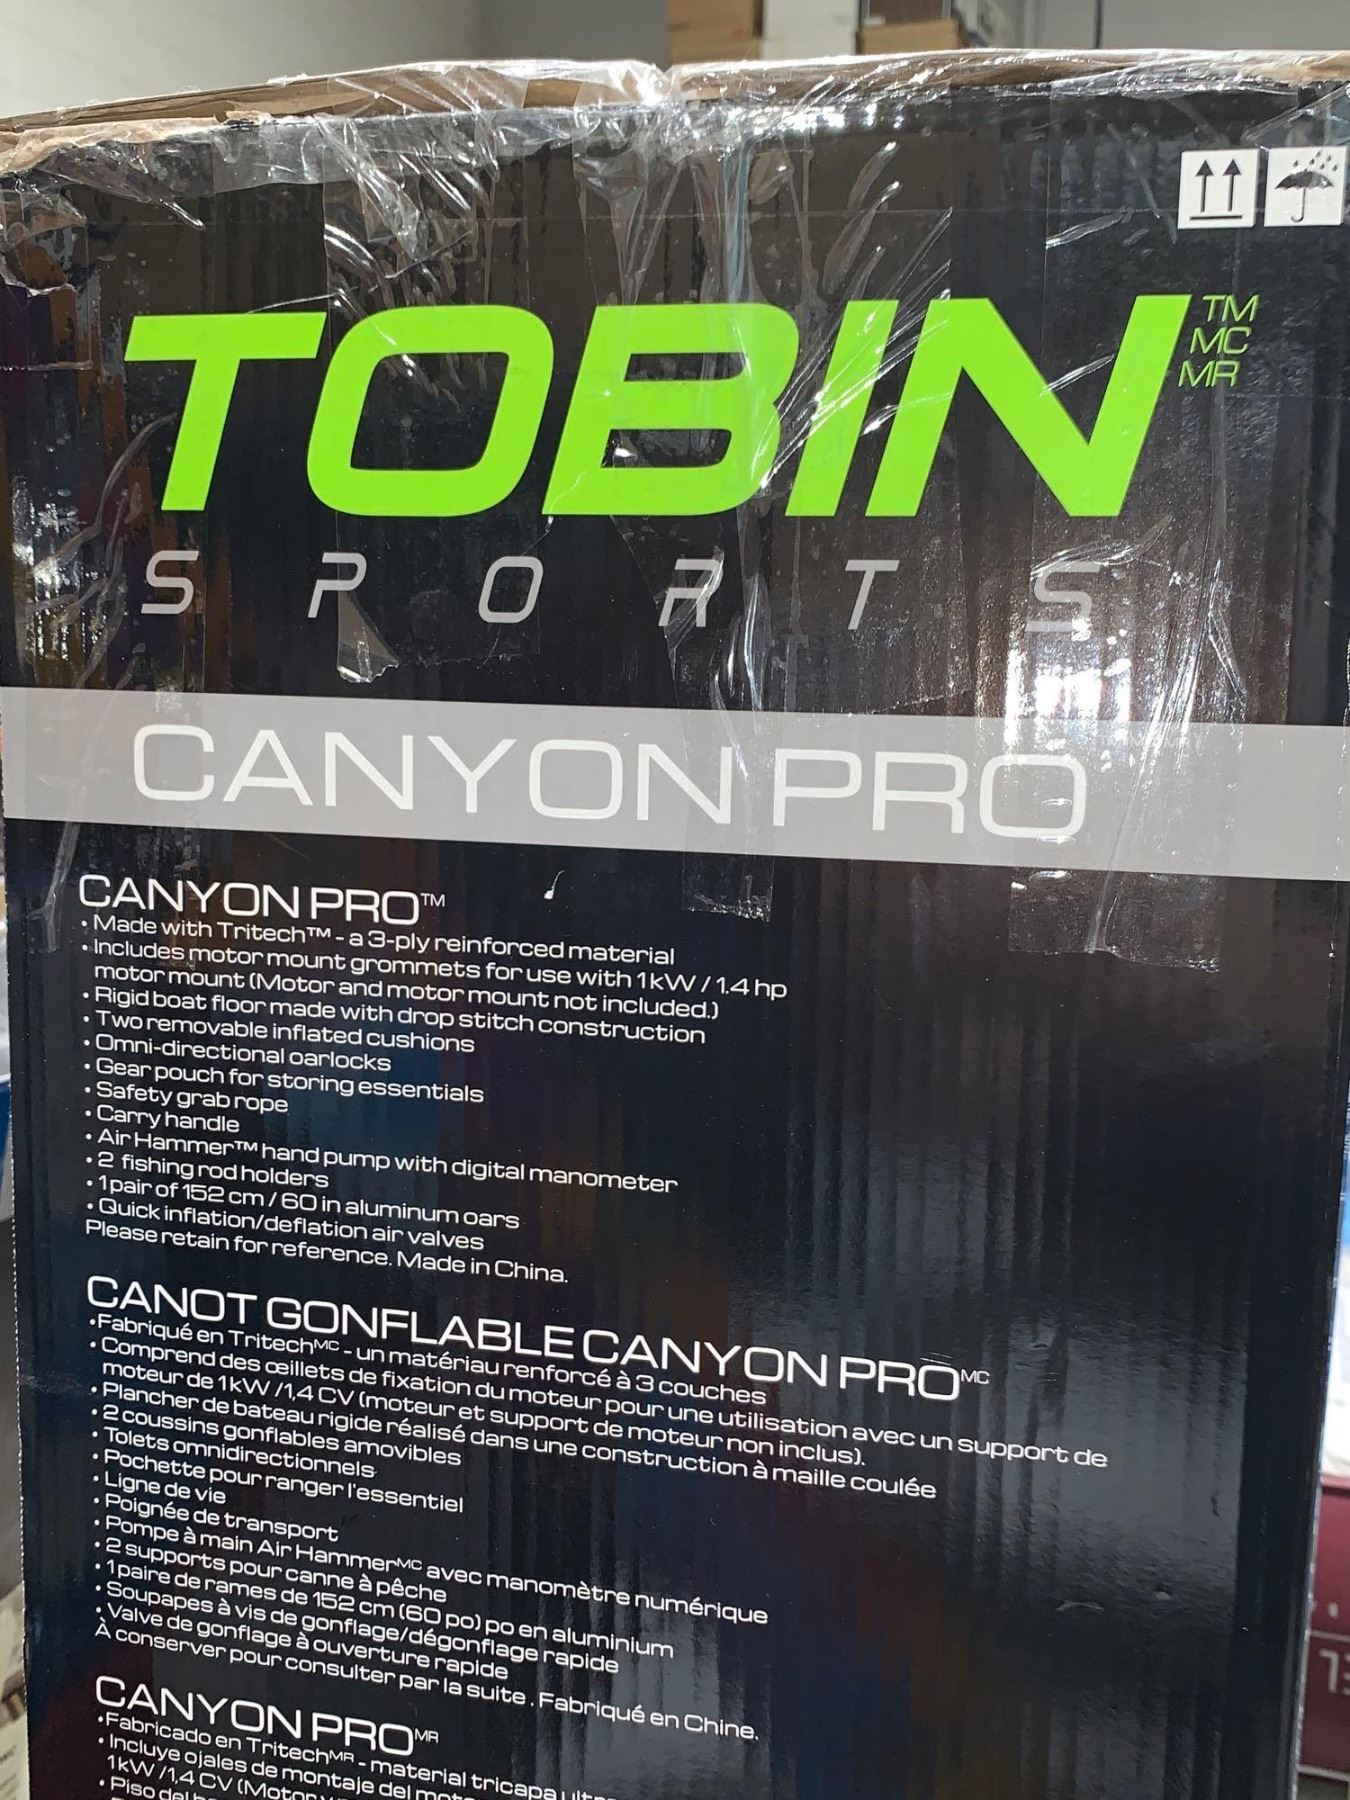 TOBIN
TM
MC
MR
SPORTS
CANYON PRO
CANYON PRO™
• Made with Tritech™ - a 3-ply reinforced material
• Includes motor mount grommets for use with 1kW / 1.4 hp
motor mount (Motor and motor mount not included.)
• Rigid boat floor made with drop stitch construction
• Two removable inflated cushions
• Omni-directional oarlocks
• Gear pouch for storing essentials
• Safety grab rope
• Carry handle
• Air Hammer™ hand pump with digital manometer
• 2 fishing rod holders
• 1 pair of 152 cm / 60 in aluminum oars
• Quick inflation/deflation air valves
Please retain for reference. Made in China.
CANOT GONFLABLE CANYON PROMC
•Fabriqué en TritechMC - un matériau renforcé à 3 couches
• Comprend des œillets de fixation du moteur pour une utilisation avec un support de
moteur de 1kW /1,4 CV (moteur et support de moteur non inclus).
• Plancher de bateau rigide réalisé dans une construction à maille coulée
• 2 coussins gonflables amovibles
• Tolets omnidirectionnels
• Pochette pour ranger l'essentiel
• Ligne de vie
• Poignée de transport
• Pompe à main Air HammerMC avec manomètre numérique
• 2 supports pour canne à pêche
• 1 paire de rames de 152 cm (60 po) po en aluminium
• Soupapes à vis de gonflage/dégonflage rapide
• Valve de gonflage à ouverture rapide
À conserver pour consulter par la suite . Fabriqué en Chine.
CANYON PROMR
•Fabricado en TritechMR - material tricapa
• Incluye ojales de montaje del
1kW /1,4 CV (Motor
• Piso del